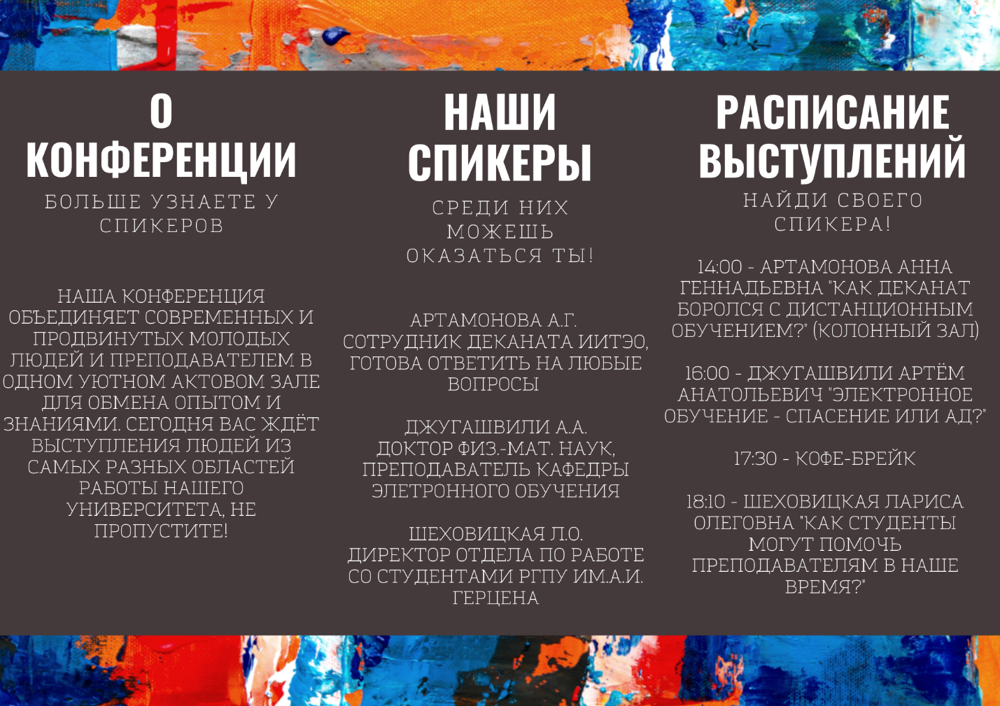 О
КОНФЕРЕНЦИИ
БОЛЬШЕ УЗНАЕТЕ У
СПИКЕРОВ
НАША КОНФЕРЕНЦИЯ
ОБЪЕДИНЯЕТ СОВРЕМЕННЫХ И
ПРОДВИНУТЫХ МОЛОДЫХ
ЛЮДЕЙ И ПРЕПОДАВАТЕЛЕМ В
ОДНОМ УЮТНОМ АКТОВОМ ЗАЛЕ
ДЛЯ ОБМЕНА ОПЫТОМ И
ЗНАНИЯМИ. СЕГОДНЯ ВАС ЖДЁТ
ВЫСТУПЛЕНИЯ ЛЮДЕЙ ИЗ
САМЫХ РАЗНЫХ ОБЛАСТЕЙ
РАБОТЫ НАШЕГО
УНИВЕРСИТЕТА, НЕ
ПРОПУСТИТЕ!
НАШИ
СПИКЕРЫ
СРЕДИ НИХ
МОЖЕШЬ
ОКАЗАТЬСЯ ТЫ!
АРТАМОНОВА А.Г.
СОТРУДНИК ДЕКАНАТА ИИТЭО,
ГОТОВА ОТВЕТИТЬ НА ЛЮБЫЕ
ВОПРОСЫ
ДЖУГАШВИЛИ А.А.
ДОКТОР ФИЗ.-МАТ. НАУК,
ПРЕПОДАВАТЕЛЬ КАФЕДРЫ
ЭЛЕТРОННОГО ОБУЧЕНИЯ
ШЕХОВИЦКАЯ Л.О.
ДИРЕКТОР ОТДЕЛА ПО РАБОТЕ
СО СТУДЕНТАМИ РГПУ ИМ.А.И.
ГЕРЦЕНА
РАСПИСАНИЕ
ВЫСТУПЛЕНИЙ
НАЙДИ СВОЕГО
СПИКЕРА!
14:00 - АРТАМОНОВА АННА
ГЕННАДЬЕВНА "КАК ДЕКАНАТ
БОРОЛСЯ С ДИСТАНЦИОННЫМ
ОБУЧЕНИЕМ?" (КОЛОННЫЙ ЗАЛ)
16:00 - ДЖУГАШВИЛИ АРТЁМ
АНАТОЛЬЕВИЧ "ЭЛЕКТРОННОЕ
ОБУЧЕНИЕ - СПАСЕНИЕ ИЛИ АД?"
17:30 - КОФЕ-БРЕЙК
18:10 - ШЕХОВИЦКАЯ ЛАРИСА
ОЛЕГОВНА "КАК СТУДЕНТЫ
МОГУТ ПОМОЧЬ
ПРЕПОДАВАТЕЛЯМ В НАШЕ
ВРЕМЯ?"